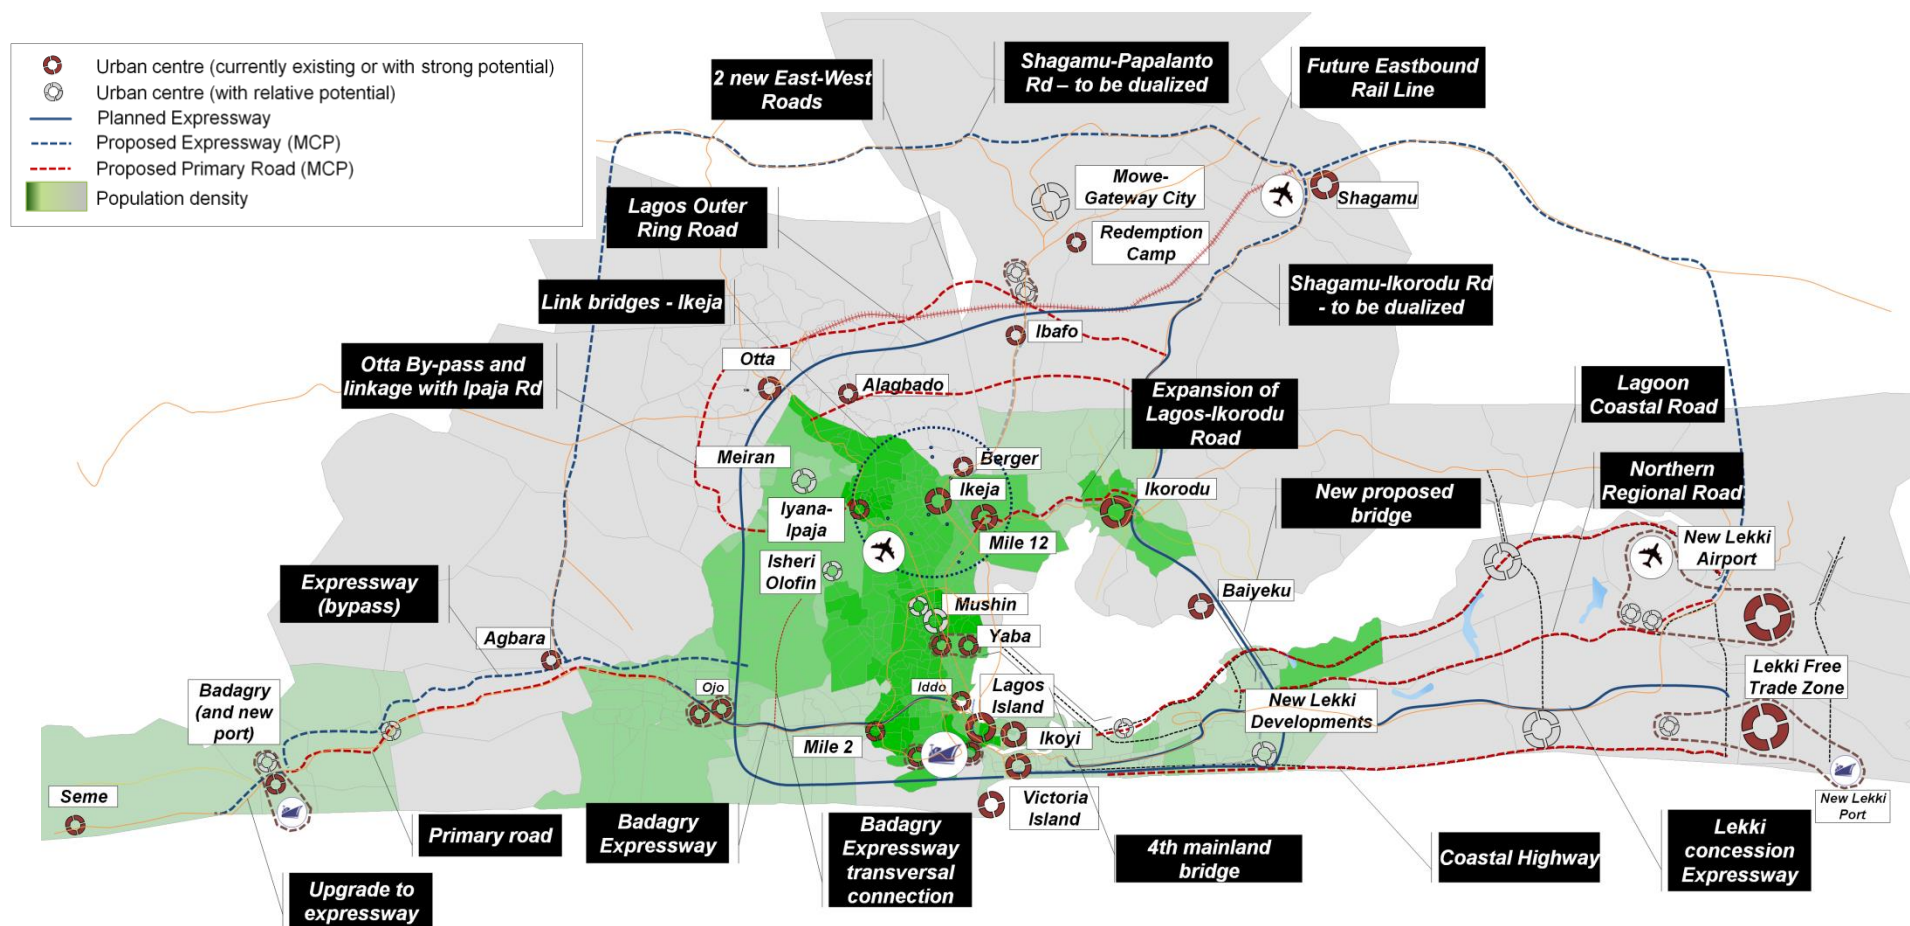 Urban centre (currently existing or with strong potential)
Urban centre (with relative potential)
Planned Expressway
Proposed Expressway (MCP)
Proposed Primary Road (MCP)
Population density
2 new East-West
Roads
Shagamu-Papalanto
Rd – to be dualized
Future Eastbound
Rail Line
Lagos Outer
Ring Road
Mowe-
Gateway City
Shagamu
Redemption
Camp
Link bridges - Ikeja
Shagamu-Ikorodu Rd
- to be dualized
Ibafo
Otta By-pass and
linkage with Ipaja Rd
Otta
Alagbado
Expansion of
Lagos-Ikorodu
Road
Lagoon
Coastal Road
Meiran
Berger
Ikeja
Ikorodu
New proposed
bridge
Northern
Regional Road
Iyana-
Ipaja
Mile 12
New Lekki
Airport
Isheri
Olofin
Expressway
(bypass)
Mushin
Baiyeku
Agbara
Yaba
Badagry
(and new
port)
Ojo
Iddo
Lagos
Island
New Lekki
Developments
Lekki Free
Trade Zone
Mile 2
Ikoyi
Seme
Victoria
Island
New Lekki
Port
Primary road
Badagry
Expressway
Badagry
Expressway
transversal
connection
4th mainland
bridge
Coastal Highway
Lekki
concession
Expressway
Upgrade to
expressway